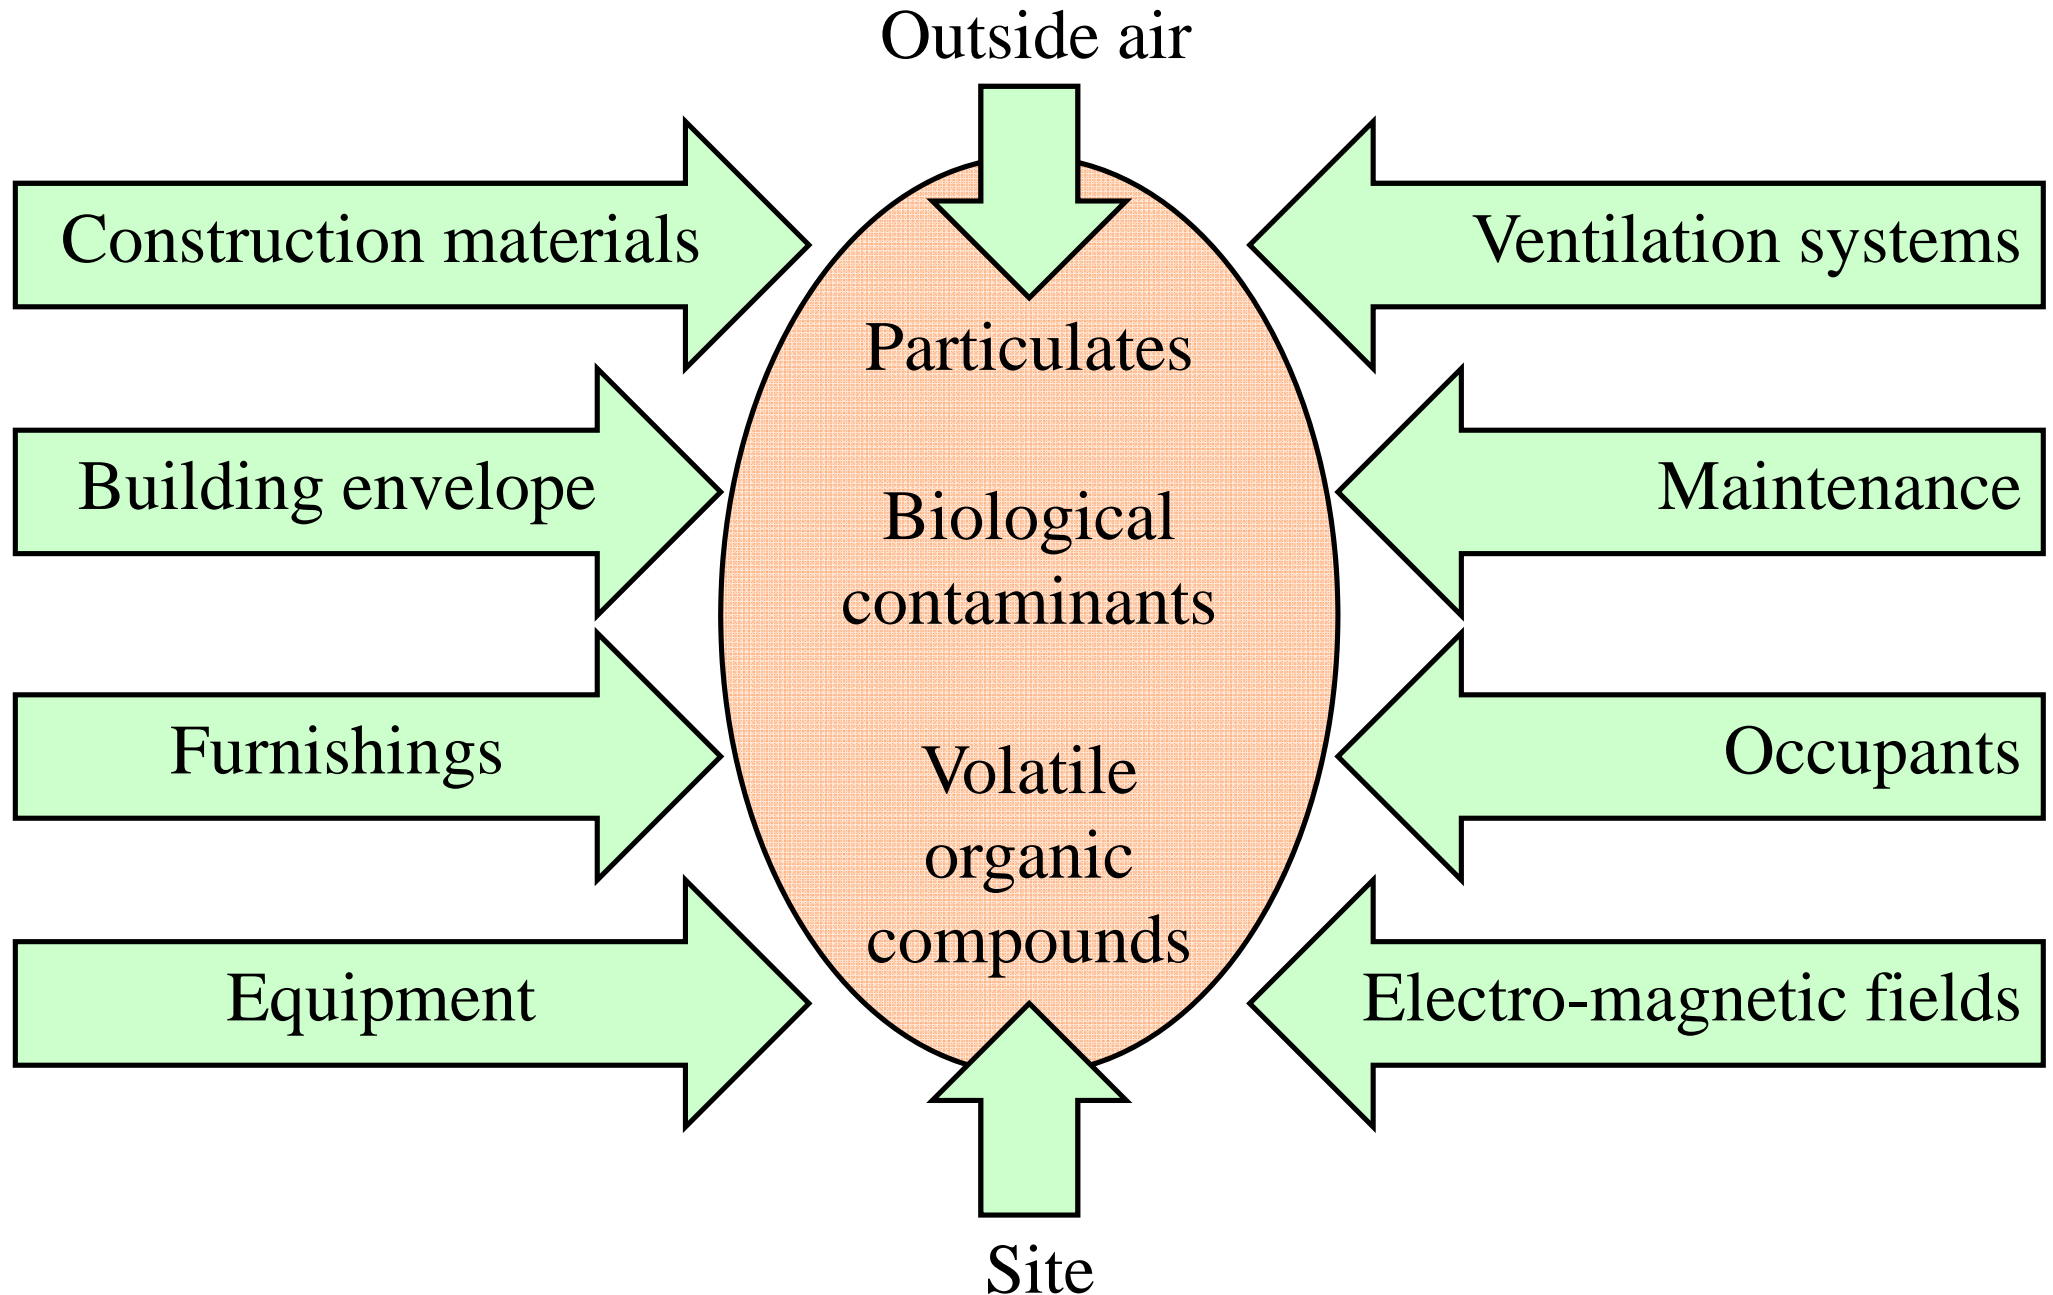 Outside air
Construction materials
Ventilation systems
Particulates
Building envelope
Maintenance
Biological
contaminants
Furnishings
Occupants
Volatile
organic
compounds
Equipment
Electro-magnetic fields
Site